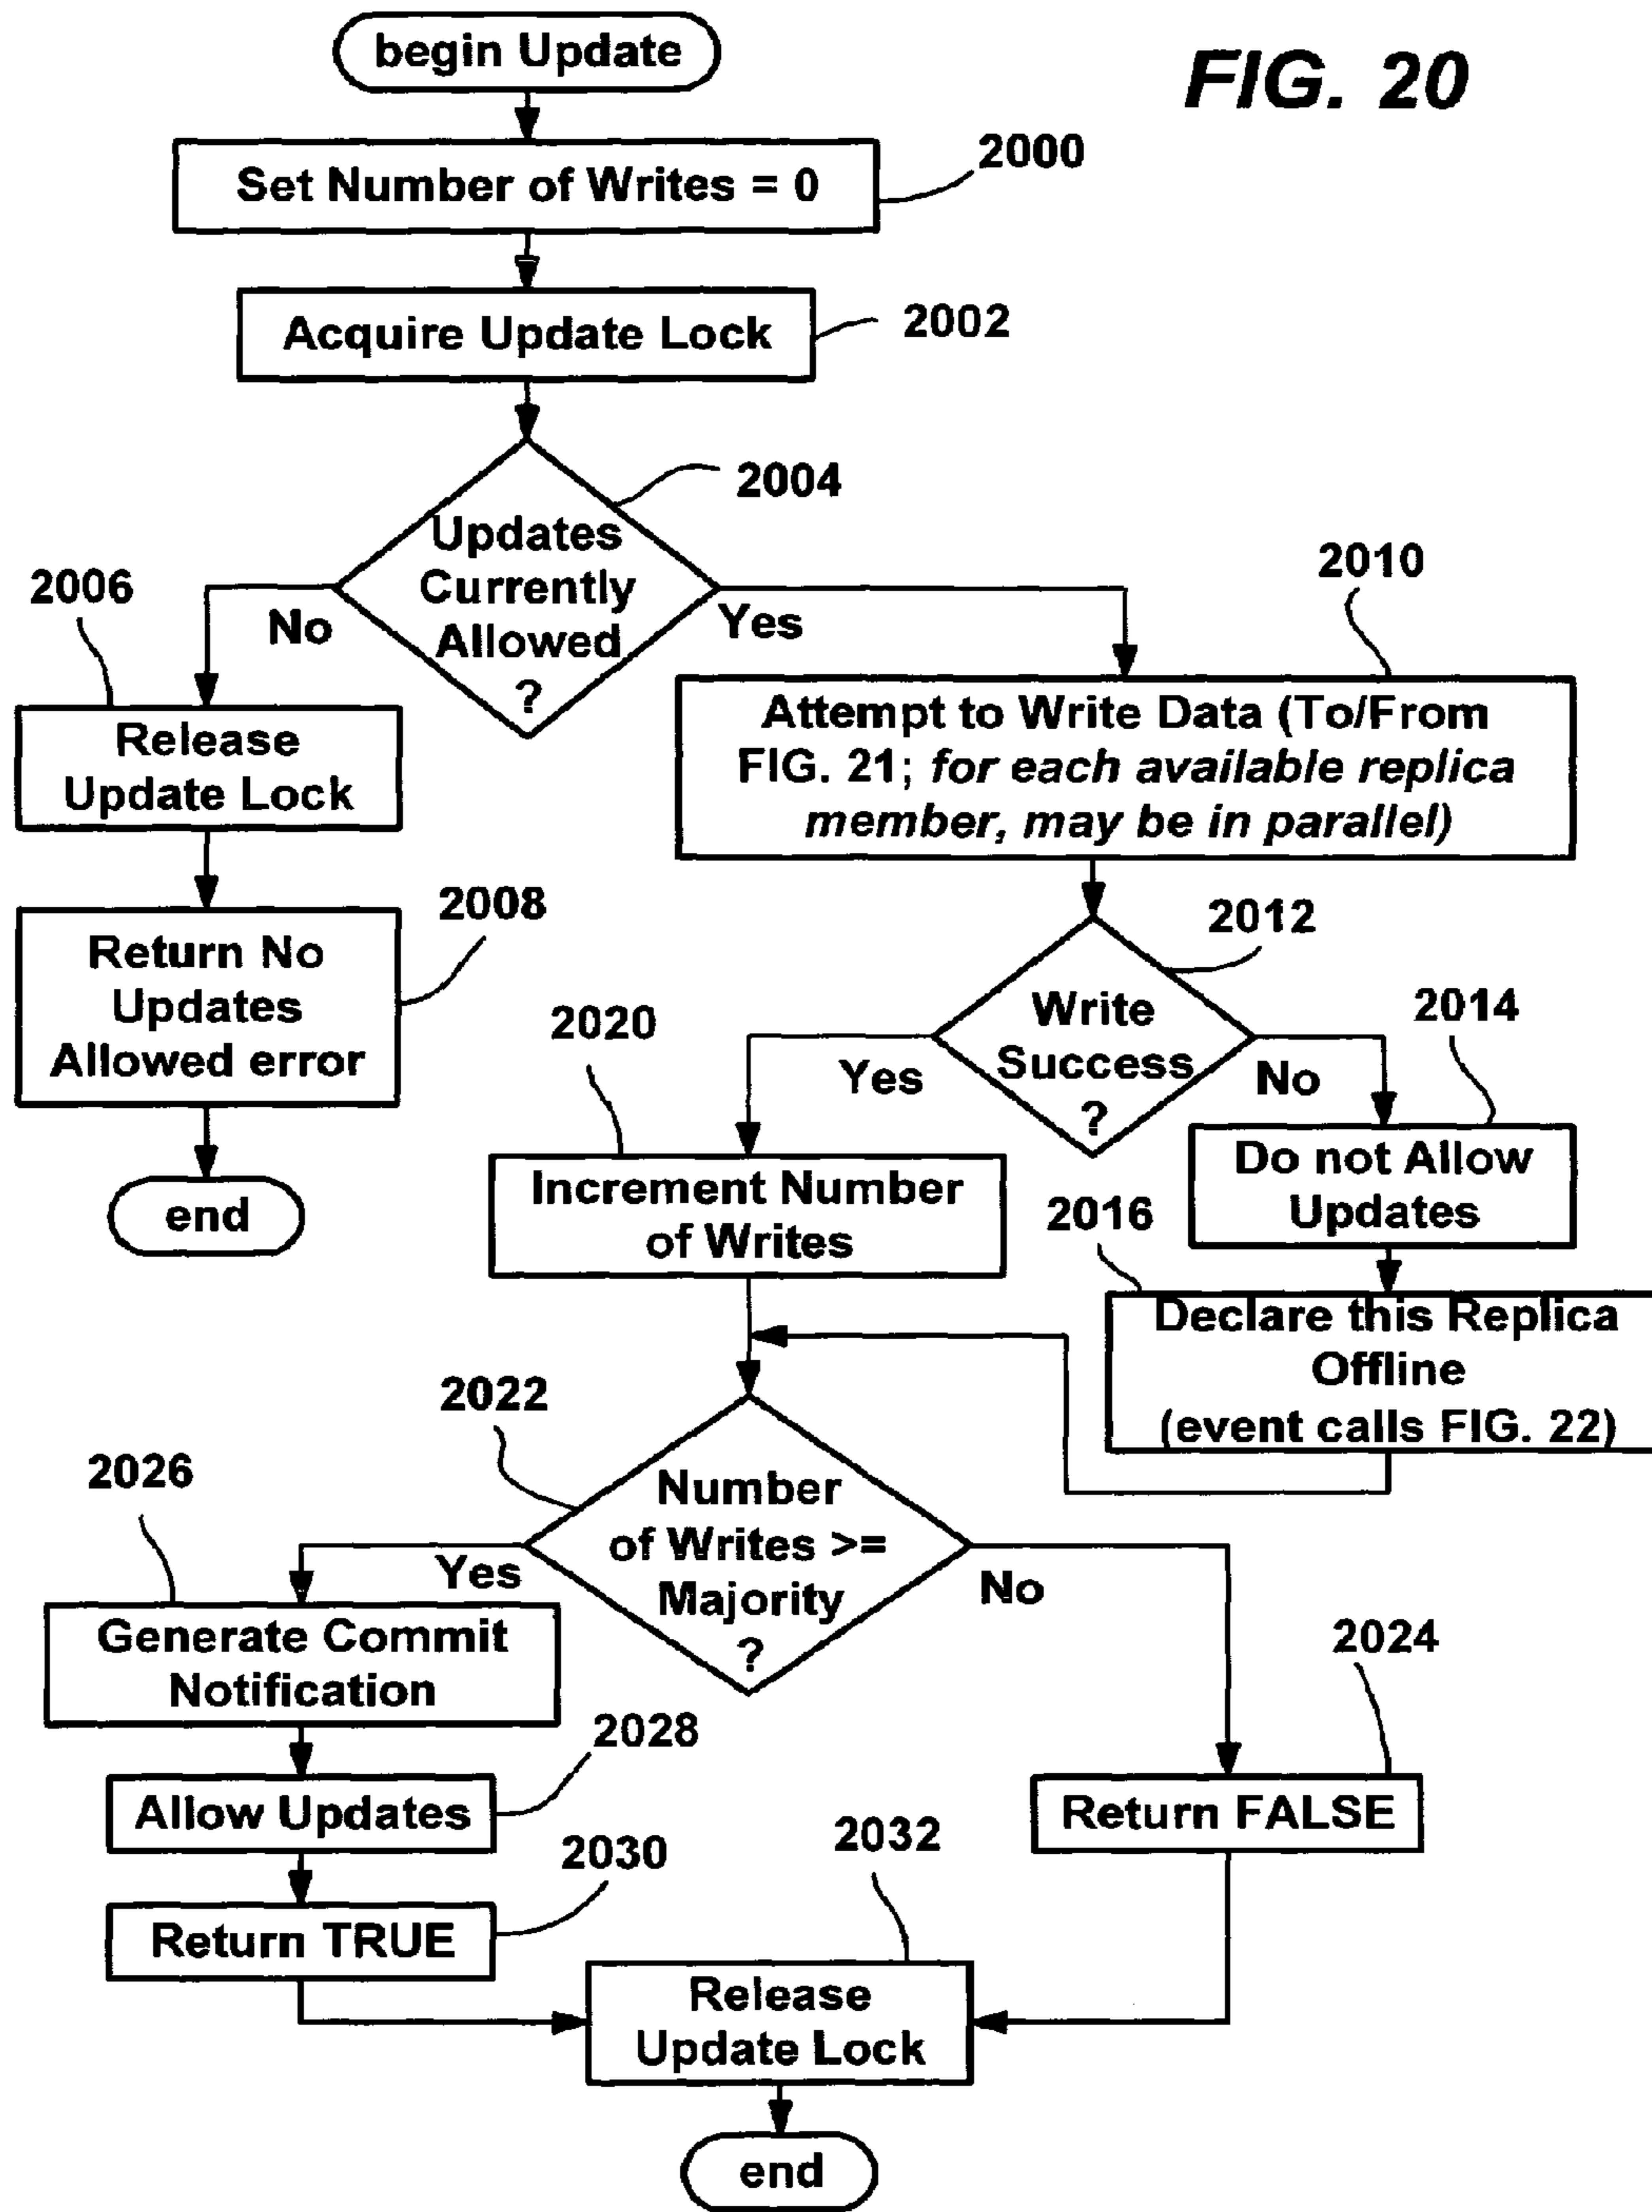 begin Update
FIG. 20
Set Number of Writes = 0
2000
Acquire Update Lock
2002
2004
Updates
Currently
Allowed
?
No
Yes
2006
Release
Update Lock
2010
Attempt to Write Data (To/From
FIG. 21; for each available replica
member, may be in parallel)
2008
Return No
Updates
Allowed error
end
2012
Write
Success
?
Yes
No
2020
Increment Number
of Writes
2014
Do not Allow
Updates
2016
Declare this Replica
Offline
(event calls FIG. 22)
2022
Number
of Writes >=
Majority
?
Yes
No
2026
Generate Commit
Notification
2028
Allow Updates
2030
Return TRUE
2024
Return FALSE
2032
Release
Update Lock
end